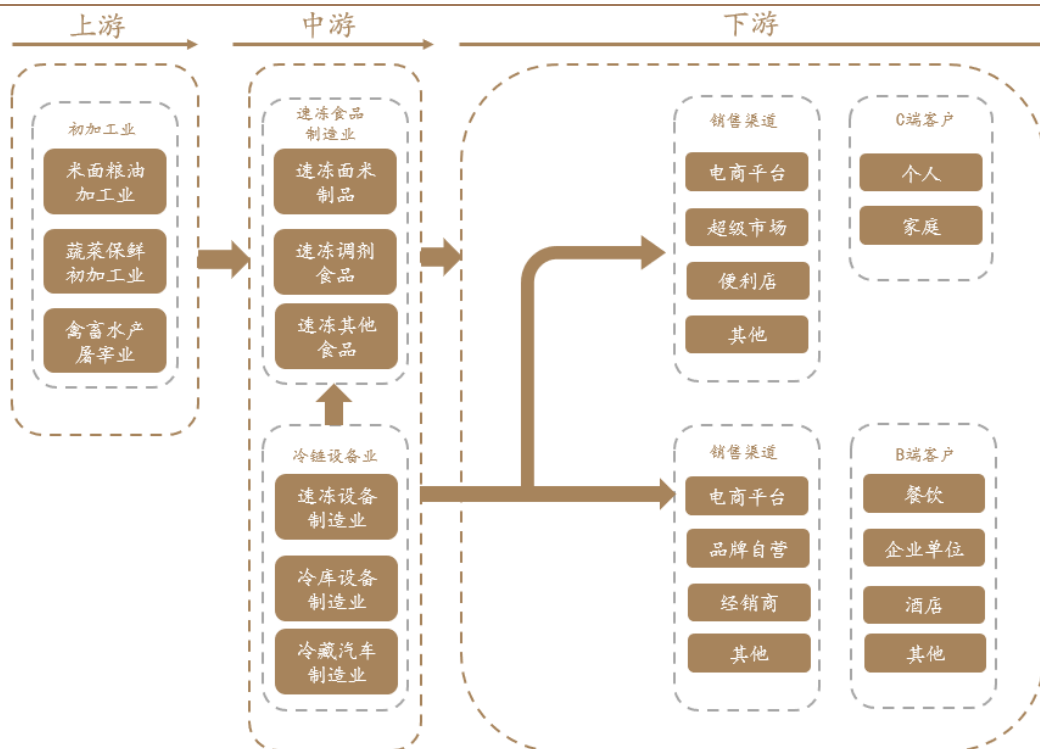 上游
中游
下游
初加工业
米面粮油
加工业
蔬菜保鲜
初加工业
禽畜水产
屠宰业
速冻食品
制造业
速冻面米
制品
速冻调剂
食品
速冻其他
食品
冷链设备业
速冻设备
制造业
冷库设备
制造业
冷藏汽车
制造业
销售渠道
电商平台
超级市场
便利店
其他
C端客户
个人
家庭
销售渠道
电商平台
品牌自营
经销商
其他
B端客户
餐饮
企业单位
酒店
其他